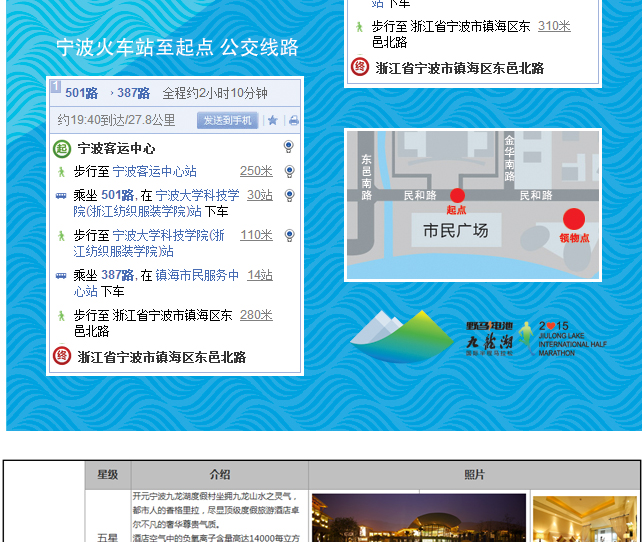 宁波火车站至起点 公交线路
1 501路 › 387路 全程约2小时10分钟
约19:40到达/27.8公里 发送到手机
起 宁波客运中心
步行至 宁波客运中心站 250米
乘坐 501路, 在 宁波大学科技学 30站
院(浙江纺织服装学院)站 下车
步行至 宁波大学科技学院(浙 110米
江纺织服装学院)站
乘坐 387路, 在 镇海市民服务中 14站
心站 下车
步行至 浙江省宁波市镇海区东 280米
邑北路
终 浙江省宁波市镇海区东邑北路
站 下车
步行至 浙江省宁波市镇海区东 310米
邑北路
终 浙江省宁波市镇海区东邑北路
东邑南路
金华南路
民和路
民和路
起点
市民广场
领物点
野马电池
九龙湖
国际半程马拉松
2015
JIULONG LAKE
INTERNATIONAL HALF
MARATHON
星级 介绍 照片
五星
开元宁波九龙湖度假村坐拥九龙山水之灵气，
都市人的香格里拉，尽显顶级度假旅游酒店卓
尔不凡的奢华尊贵气质。
酒店空气中的负氧离子含量高达14000每立方